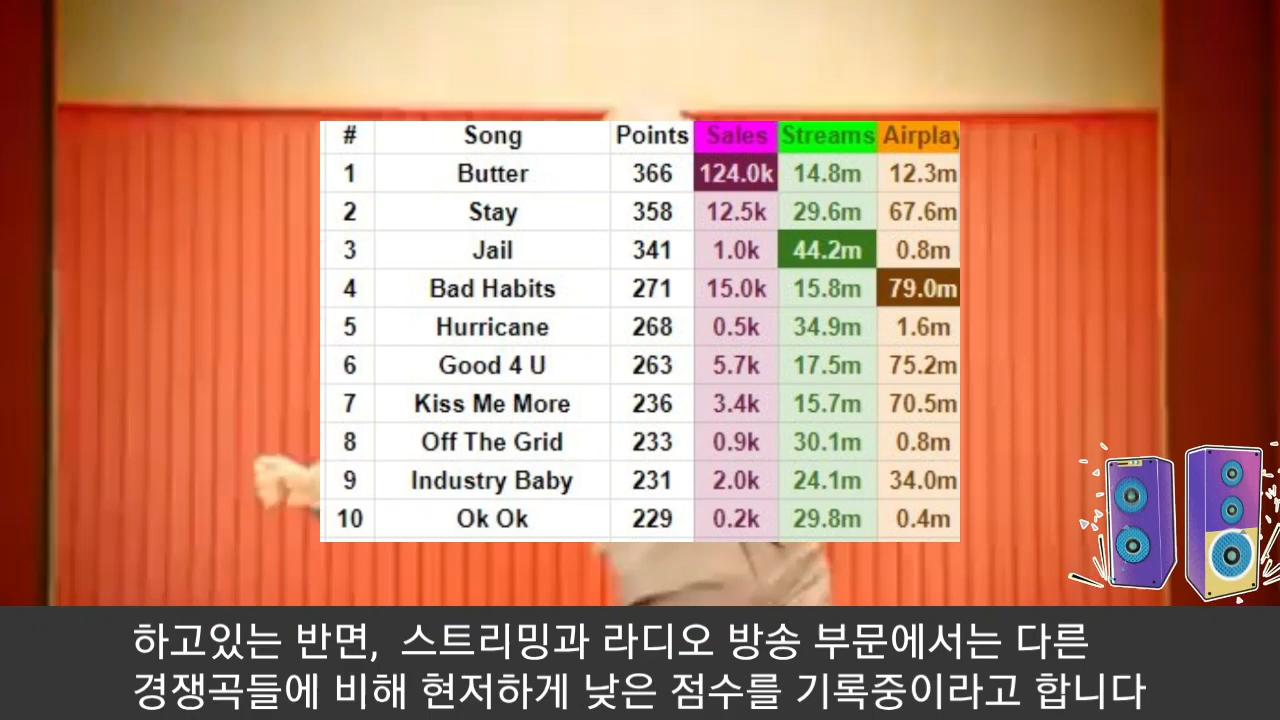 # Song Points Sales Streams Airplay
1 Butter 366 124.0k 14.8m 12.3m
2 Stay 358 12.5k 29.6m 67.6m
3 Jail 341 1.0k 44.2m 0.8m
4 Bad Habits 271 15.0k 15.8m 79.0m
5 Hurricane 268 0.5k 34.9m 1.6m
6 Good 4 U 263 5.7k 17.5m 75.2m
7 Kiss Me More 236 3.4k 15.7m 70.5m
8 Off The Grid 233 0.9k 30.1m 0.8m
9 Industry Baby 231 2.0k 24.1m 34.0m
10 Ok Ok 229 0.2k 29.8m 0.4m
하고있는 반면, 스트리밍과 라디오 방송 부문에서는 다른
경쟁곡들에 비해 현저하게 낮은 점수를 기록중이라고 합니다